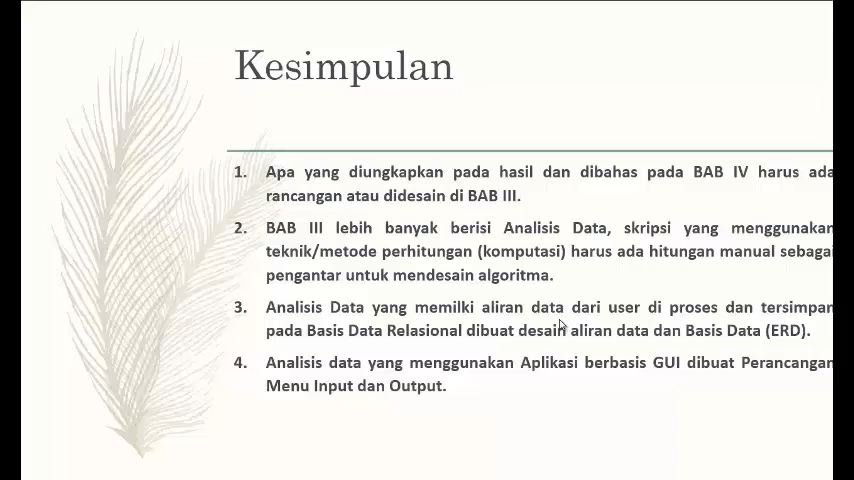 Kesimpulan
1. Apa yang diungkapkan pada hasil dan dibahas pada BAB IV harus ada
rancangan atau didesain di BAB III.
2. BAB III lebih banyak berisi Analisis Data, skripsi yang menggunakan
teknik/metode perhitungan (komputasi) harus ada hitungan manual sebagai
pengantar untuk mendesain algoritma.
3. Analisis Data yang memilki aliran data dari user di proses dan tersimpan
pada Basis Data Relasional dibuat desain aliran data dan Basis Data (ERD).
4. Analisis data yang menggunakan Aplikasi berbasis GUI dibuat Perancangan
Menu Input dan Output.